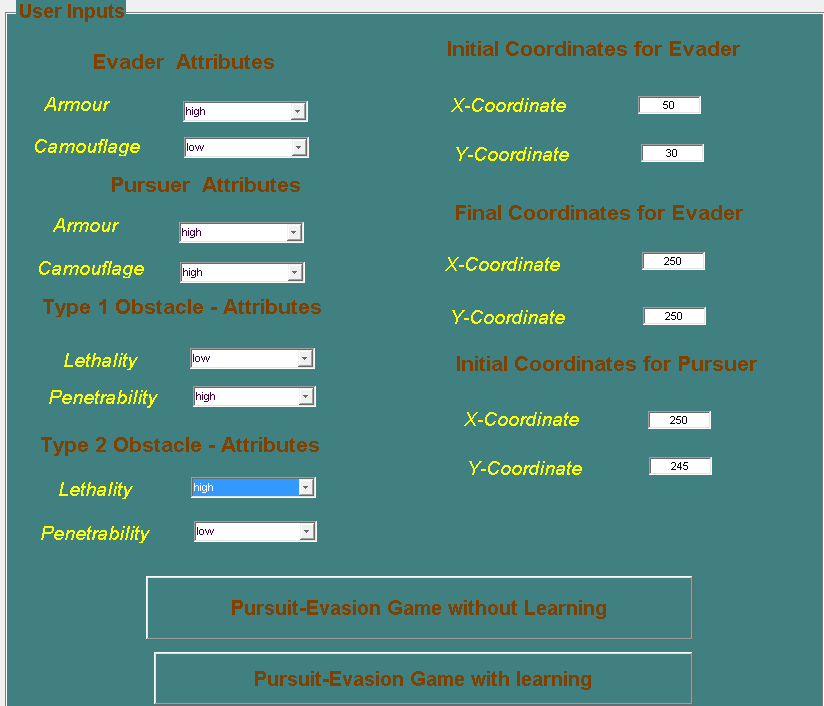 User Inputs
Evader Attributes
Armour high
Camouflage low
Pursuer Attributes
Armour high
Camouflage high
Type 1 Obstacle - Attributes
Lethality low
Penetrability high
Type 2 Obstacle - Attributes
Lethality high
Penetrability low
Initial Coordinates for Evader
X-Coordinate 50
Y-Coordinate 30
Final Coordinates for Evader
X-Coordinate 250
Y-Coordinate 250
Initial Coordinates for Pursuer
X-Coordinate 250
Y-Coordinate 245
Pursuit-Evasion Game without Learning
Pursuit-Evasion Game with learning